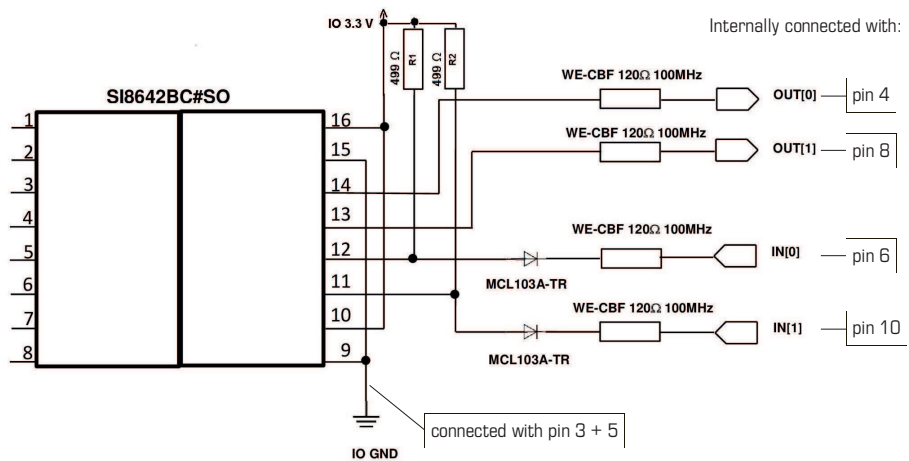 IO 3.3 V
Internally connected with:
499 Ω
R1
499 Ω
R2
WE-CBF 120Ω 100MHz
OUT[0]
pin 4
SI8642BC#SO
WE-CBF 120Ω 100MHz
OUT[1]
pin 8
1
16
2
15
3
14
4
13
5
12
6
11
7
10
8
9
WE-CBF 120Ω 100MHz
IN[0]
pin 6
MCL103A-TR
WE-CBF 120Ω 100MHz
IN[1]
pin 10
MCL103A-TR
connected with pin 3 + 5
IO GND